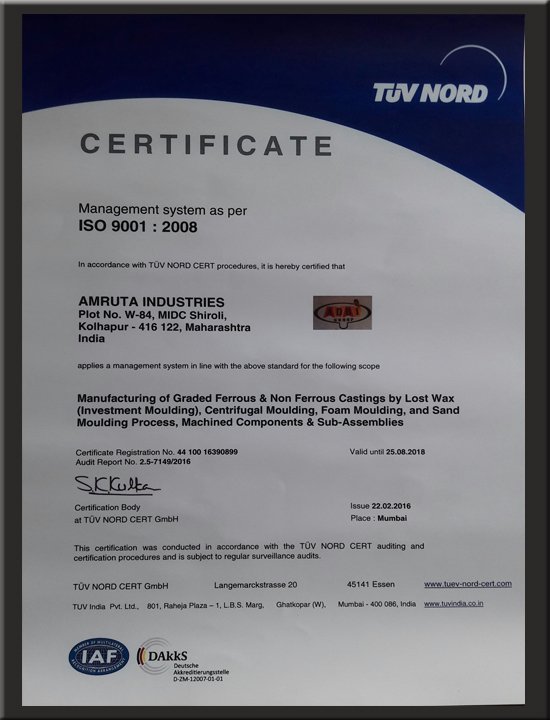 TÜV NORD
CERTIFICATE
Management system as per
ISO 9001 : 2008
In accordance with TÜV NORD CERT procedures, it is hereby certified that
AMRUTA INDUSTRIES
Plot No. W-84, MIDC Shiroli,
Kolhapur - 416 122, Maharashtra
India
applies a management system in line with the above standard for the following scope
Manufacturing of Graded Ferrous & Non Ferrous Castings by Lost Wax
(Investment Moulding), Centrifugal Moulding, Foam Moulding, and Sand
Moulding Process, Machined Components & Sub-Assemblies
Certificate Registration No. 44 100 16390899 Valid until 25.08.2018
Audit Report No. 2.5-7149/2016
S.K.Kulka
Certification Body Issue 22.02.2016
at TÜV NORD CERT GmbH Place : Mumbai
This certification was conducted in accordance with the TÜV NORD CERT auditing and
certification procedures and is subject to regular surveillance audits.
TÜV NORD CERT GmbH Langemarckstrasse 20 45141 Essen www.tuev-nord-cert.com
TUV India Pvt. Ltd., 801, Raheja Plaza – 1, L.B.S. Marg, Ghatkopar (W), Mumbai - 400 086, India www.tuvindia.co.in
MEMBER OF MULTILATERAL
IAF
RECOGNITION ARRANGEMENT
DAkkS
Deutsche
Akkreditierungsstelle
D-ZM-12007-01-01